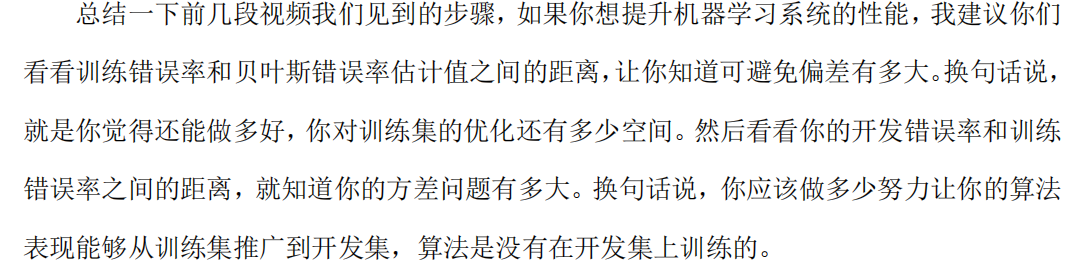 总结一下前几段视频我们见到的步骤，如果你想提升机器学习系统的性能，我建议你们
看看训练错误率和贝叶斯错误率估计值之间的距离，让你知道可避免偏差有多大。换句话说，
就是你觉得还能做多好，你对训练集的优化还有多少空间。然后看看你的开发错误率和训练
错误率之间的距离，就知道你的方差问题有多大。换句话说，你应该做多少努力让你的算法
表现能够从训练集推广到开发集，算法是没有在开发集上训练的。